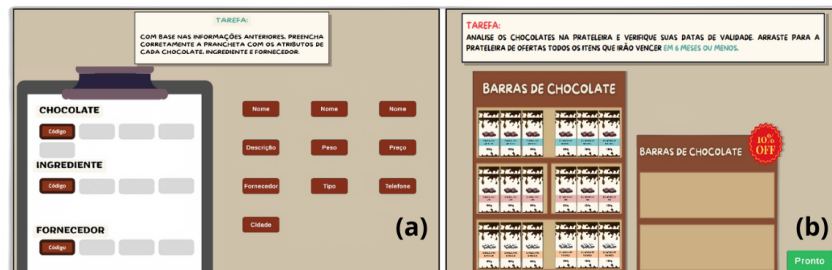 TAREFA:
COM BASE NAS INFORMAÇÕES ANTERIORES, PREENCHA
CORRETAMENTE A PRANCHETA COM OS ATRIBUTOS DE
CADA CHOCOLATE, INGREDIENTE E FORNECEDOR.
CHOCOLATE
Código
INGREDIENTE
Código
FORNECEDOR
Código
Nome Nome Nome
Descrição Peso Preço
Fornecedor Tipo Telefone
Cidade
(a)
TAREFA:
ANALISE OS CHOCOLATES NA PRATELEIRA E VERIFIQUE SUAS DATAS DE VALIDADE. ARRASTE PARA A
PRATELEIRA DE OFERTAS TODOS OS ITENS QUE IRÃO VENCER EM 6 MESES OU MENOS.
BARRAS DE CHOCOLATE
BARRAS DE CHOCOLATE
10%
OFF
(b)
Pronto